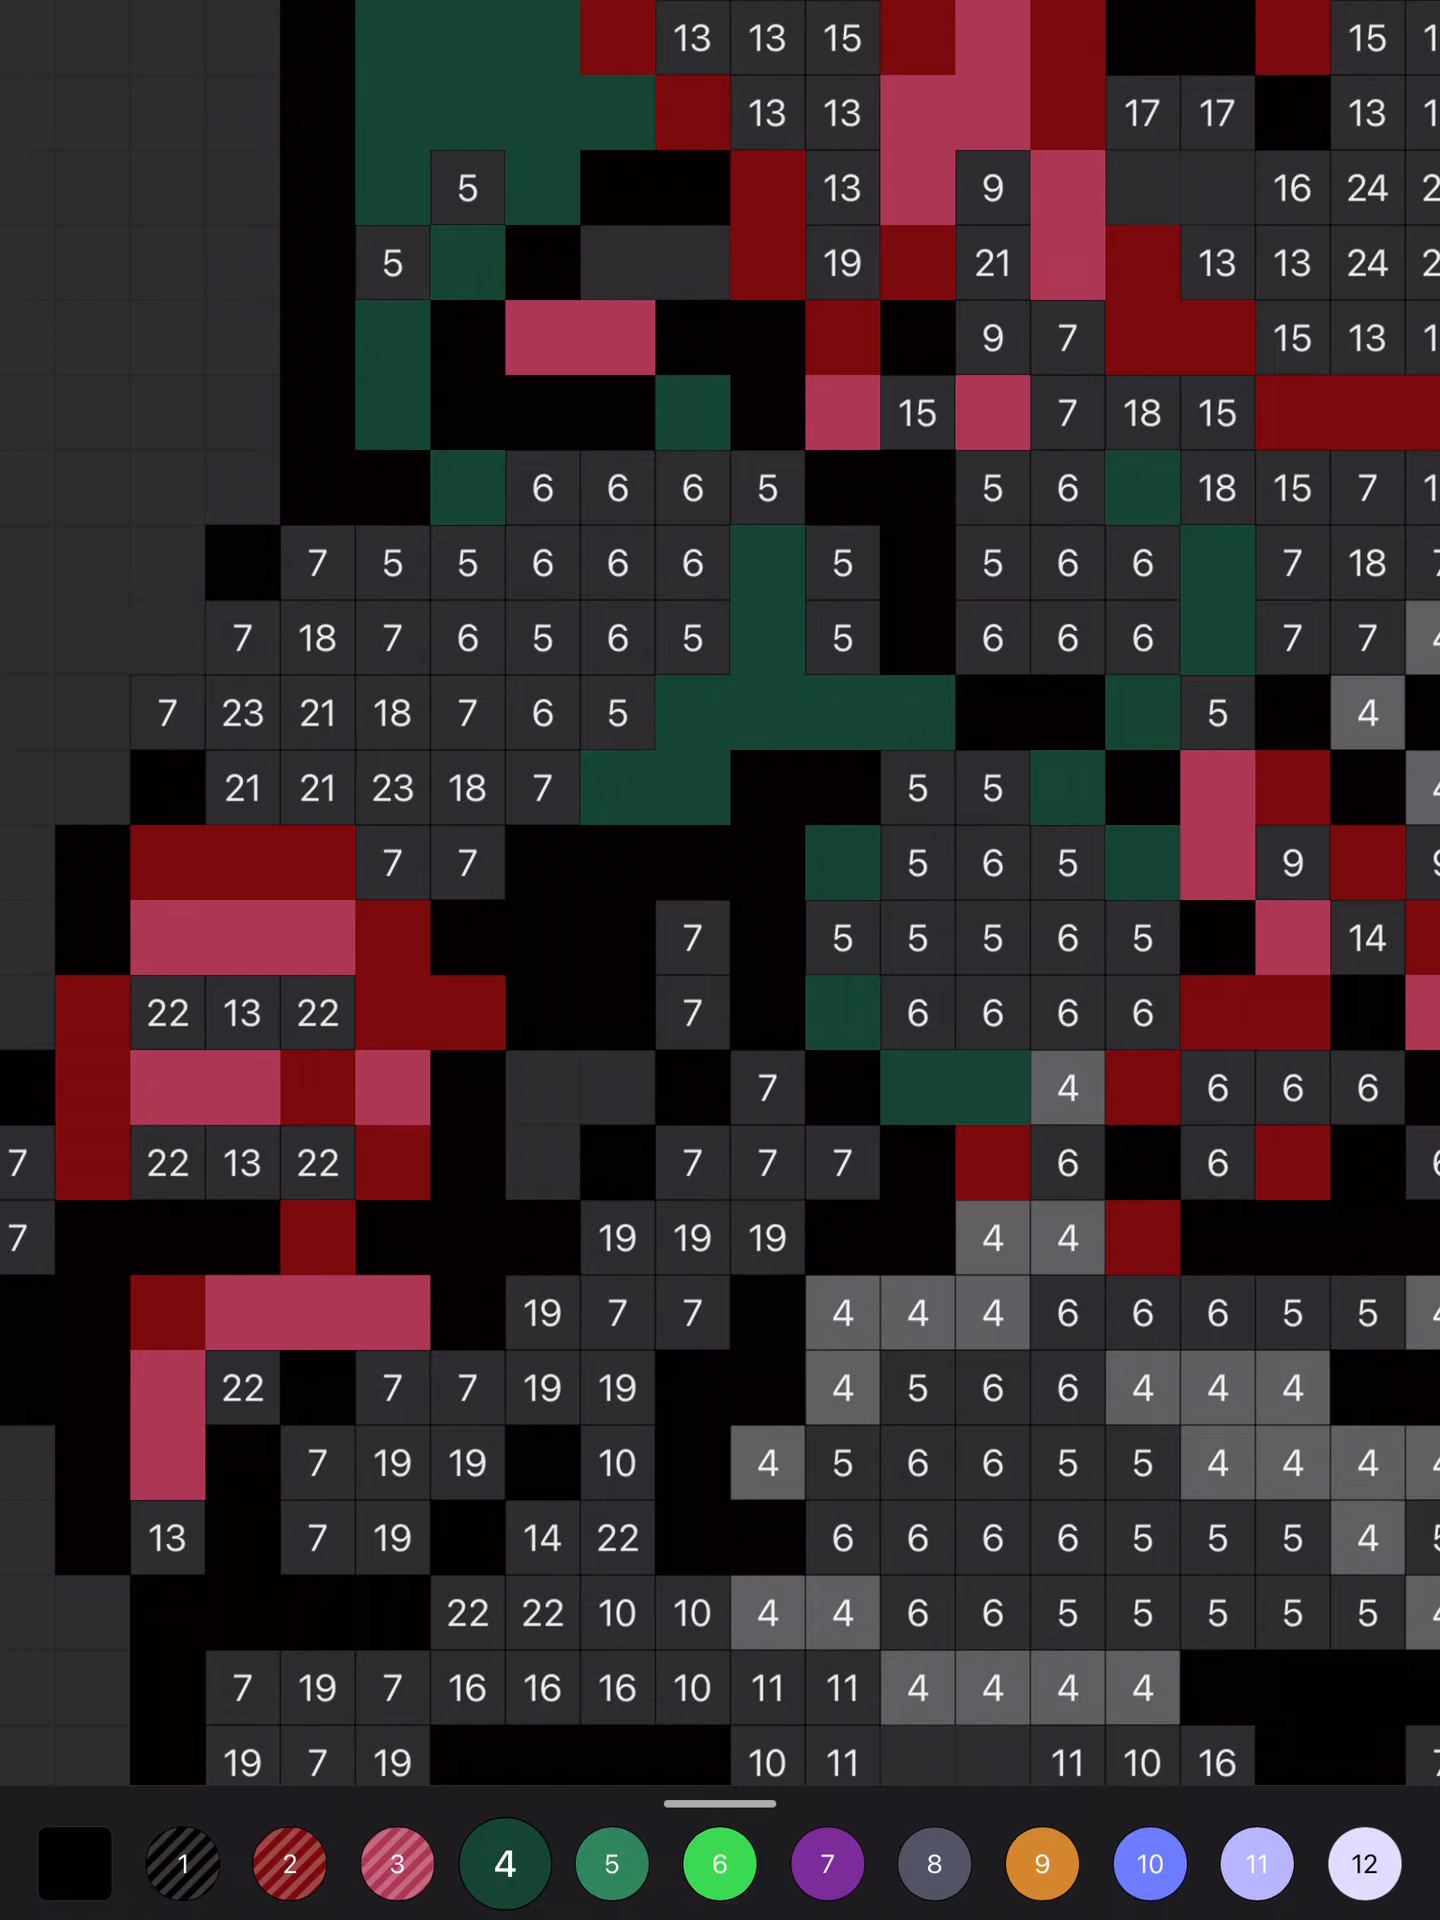 13 13 15 15
13 13 17 17 13
5 13 9 16 24
5 19 21 13 13 24
9 7 15 13
15 7 18 15
6 6 6 5 5 6 18 15 7
7 5 5 6 6 6 5 5 6 6 7 18
7 18 7 6 5 6 5 5 6 6 6 7 7
7 23 21 18 7 6 5 5 4
21 21 23 18 7 5 5
7 7 5 6 5 9
7 5 5 5 6 5 14
22 13 22 7 6 6 6 6
7 4 6 6 6
7 22 13 22 7 7 7 6 6
7 19 19 19 4 4
19 7 7 4 4 4 6 6 6 5 5
22 7 7 19 19 4 5 6 6 4 4 4
7 19 19 10 4 5 6 6 5 5 4 4 4
13 7 19 14 22 6 6 6 6 5 5 5 4
22 22 10 10 4 4 6 6 5 5 5 5 5
7 19 7 16 16 16 10 11 11 4 4 4 4
19 7 19 10 11 11 10 16
1 2 3 4 5 6 7 8 9 10 11 12